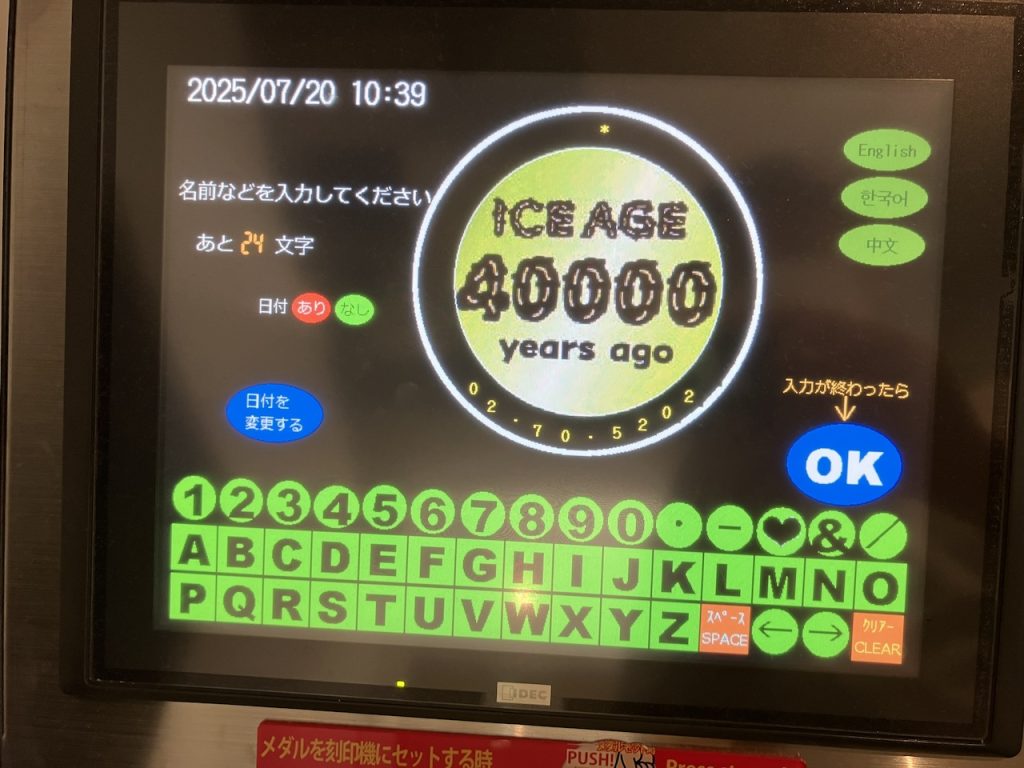 2025/07/20 10:39
名前などを入力してください
あと 24 文字
日付 あり なし
日付を
変更する
*
ICE AGE
40000
years ago
02.70.5202
English
한국어
中文
入力が終わったら
↓
OK
1 2 3 4 5 6 7 8 9 0 ・ − ♥ & /
A B C D E F G H I J K L M N O
P Q R S T U V W X Y Z スペース SPACE ← → クリアー CLEAR
IDEC
メダルを刻印機にセットする時
PUSH!